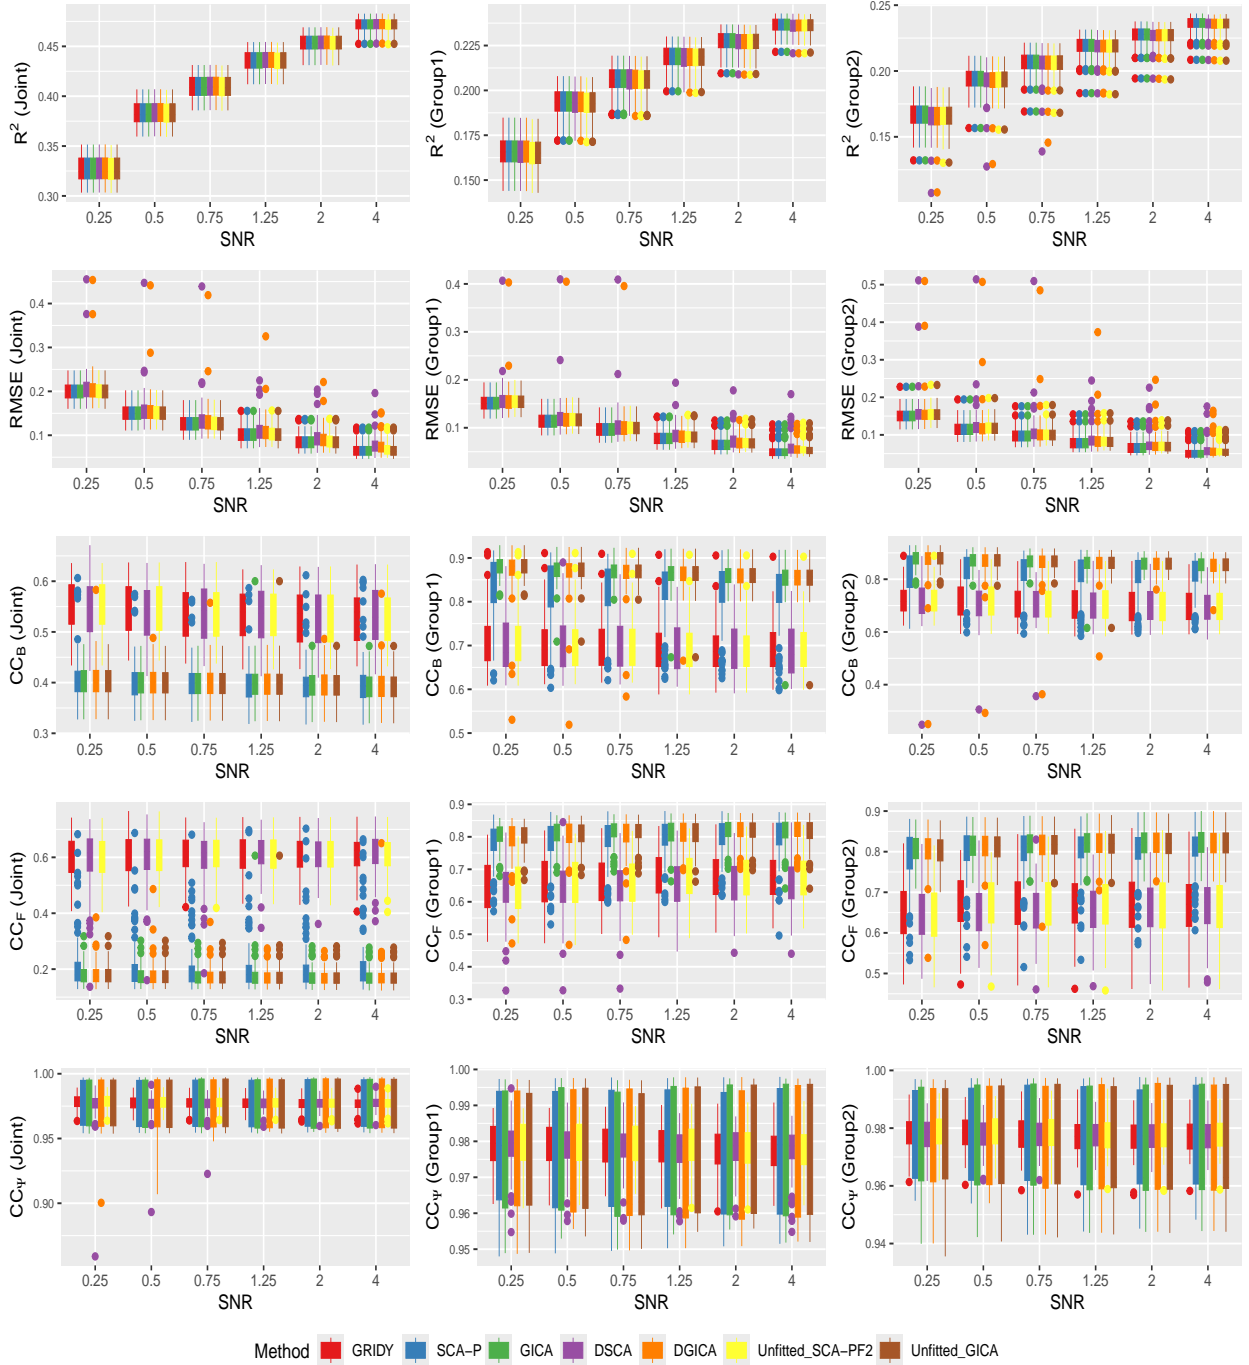 R² (Joint)
0.45
0.40
0.35
0.30
0.25 0.5 0.75 1.25 2 4
SNR
R² (Group1)
0.225
0.200
0.175
0.150
0.25 0.5 0.75 1.25 2 4
SNR
R² (Group2)
0.25
0.20
0.15
0.25 0.5 0.75 1.25 2 4
SNR
RMSE (Joint)
0.4
0.3
0.2
0.1
0.25 0.5 0.75 1.25 2 4
SNR
RMSE (Group1)
0.4
0.3
0.2
0.1
0.25 0.5 0.75 1.25 2 4
SNR
RMSE (Group2)
0.5
0.4
0.3
0.2
0.1
0.25 0.5 0.75 1.25 2 4
SNR
CC_B (Joint)
0.6
0.5
0.4
0.3
0.25 0.5 0.75 1.25 2 4
SNR
CC_B (Group1)
0.9
0.8
0.7
0.6
0.5
0.25 0.5 0.75 1.25 2 4
SNR
CC_B (Group2)
0.8
0.6
0.4
0.25 0.5 0.75 1.25 2 4
SNR
CC_F (Joint)
0.6
0.4
0.2
0.25 0.5 0.75 1.25 2 4
SNR
CC_F (Group1)
0.9
0.8
0.7
0.6
0.5
0.4
0.3
0.25 0.5 0.75 1.25 2 4
SNR
CC_F (Group2)
0.9
0.8
0.7
0.6
0.5
0.25 0.5 0.75 1.25 2 4
SNR
CC_Ψ (Joint)
1.00
0.95
0.90
0.25 0.5 0.75 1.25 2 4
SNR
CC_Ψ (Group1)
1.00
0.99
0.98
0.97
0.96
0.95
0.25 0.5 0.75 1.25 2 4
SNR
CC_Ψ (Group2)
1.00
0.98
0.96
0.94
0.25 0.5 0.75 1.25 2 4
SNR
Method GRIDY SCA-P GICA DSCA DGICA Unfitted_SCA-PF2 Unfitted_GICA